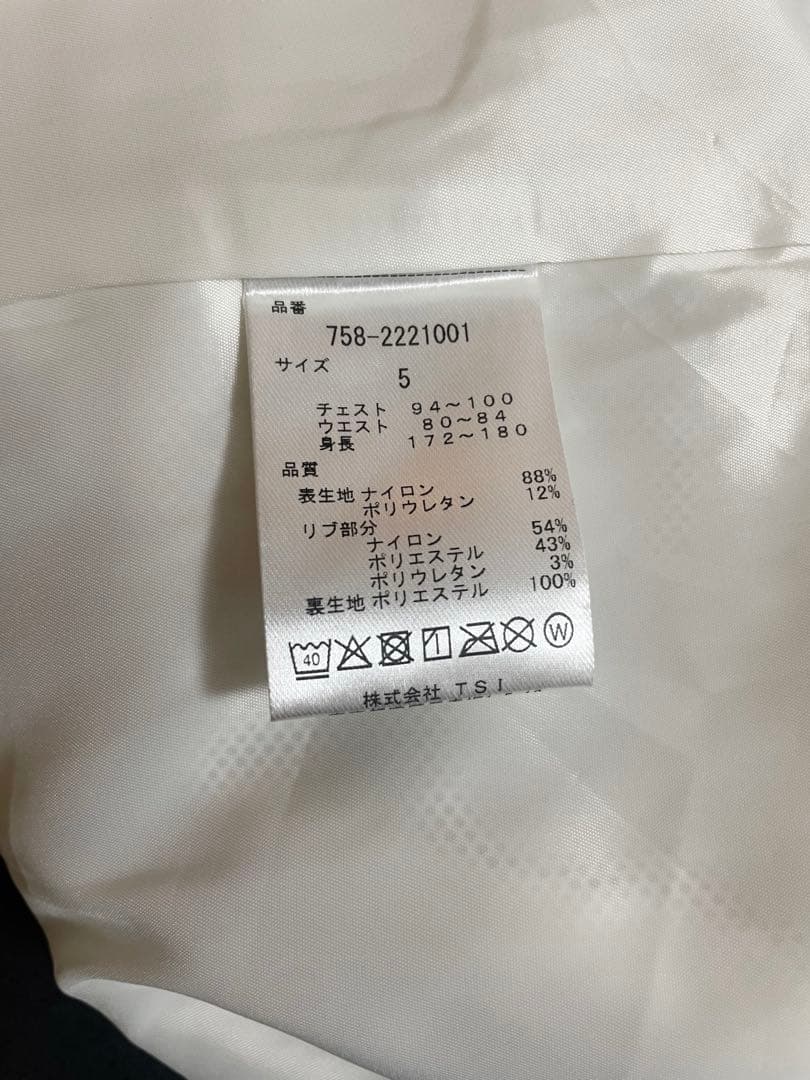 品番
758-2221001
サイズ
5
チェスト 94～100
ウエスト 80～84
身長 172～180
品質
表生地 ナイロン 88%
ポリウレタン 12%
リブ部分
ナイロン 54%
ポリエステル 43%
ポリウレタン 3%
裏生地 ポリエステル 100%
40
W
株式会社 TSI